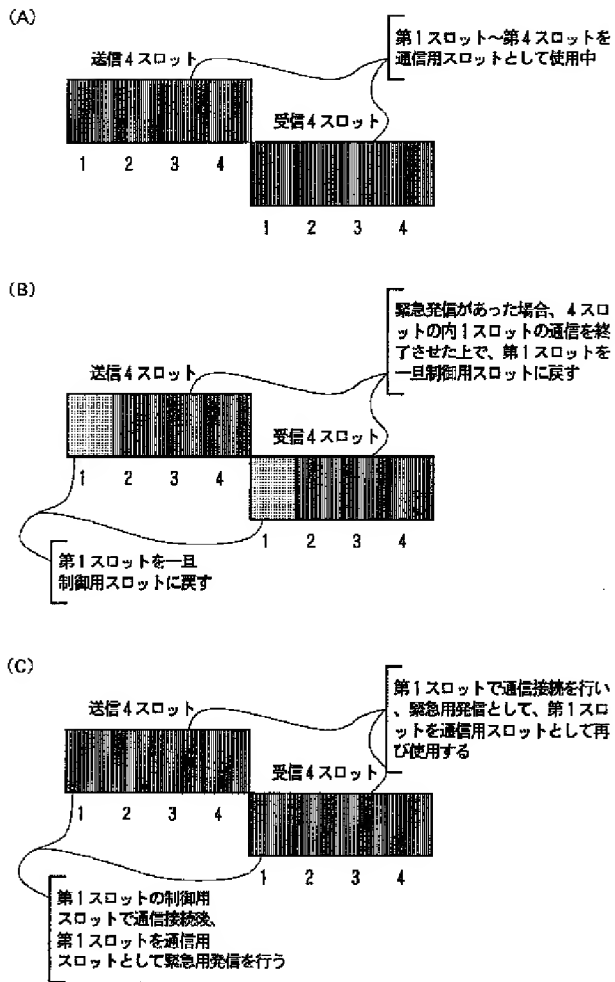 (A)
送信4スロット
第1スロット～第4スロットを
通信用スロットとして使用中
受信4スロット
1 2 3 4
1 2 3 4
(B)
緊急発信があった場合、4スロ
ットの内1スロットの通信を終
了させた上で、第1スロットを
一旦制御用スロットに戻す
送信4スロット
受信4スロット
1 2 3 4
1 2 3 4
第1スロットを一旦
制御用スロットに戻す
(C)
第1スロットで通信接続を行い
、緊急用発信として、第1スロ
ットを通信用スロットとして再
び使用する
送信4スロット
受信4スロット
1 2 3 4
1 2 3 4
第1スロットの制御用
スロットで通信接続後、
第1スロットを通信用
スロットとして緊急用発信を行う